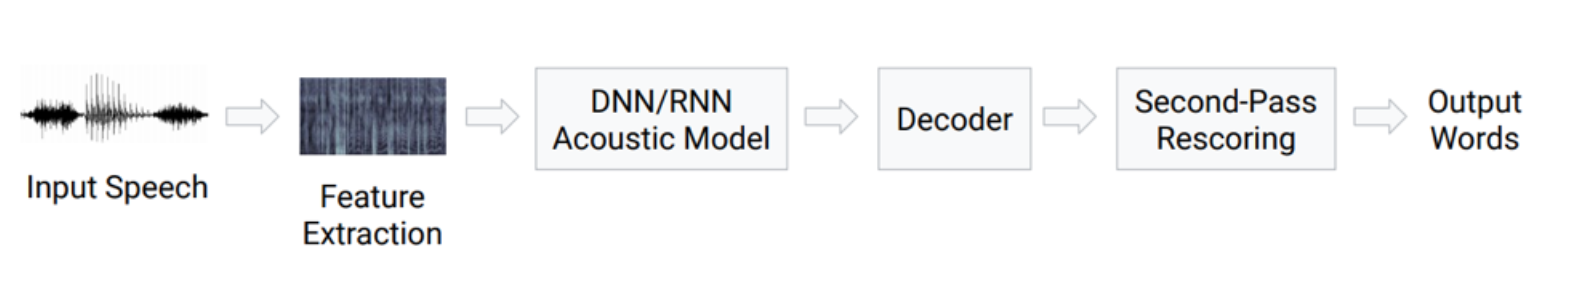 Input Speech
Feature
Extraction
DNN/RNN
Acoustic Model
Decoder
Second-Pass
Rescoring
Output
Words